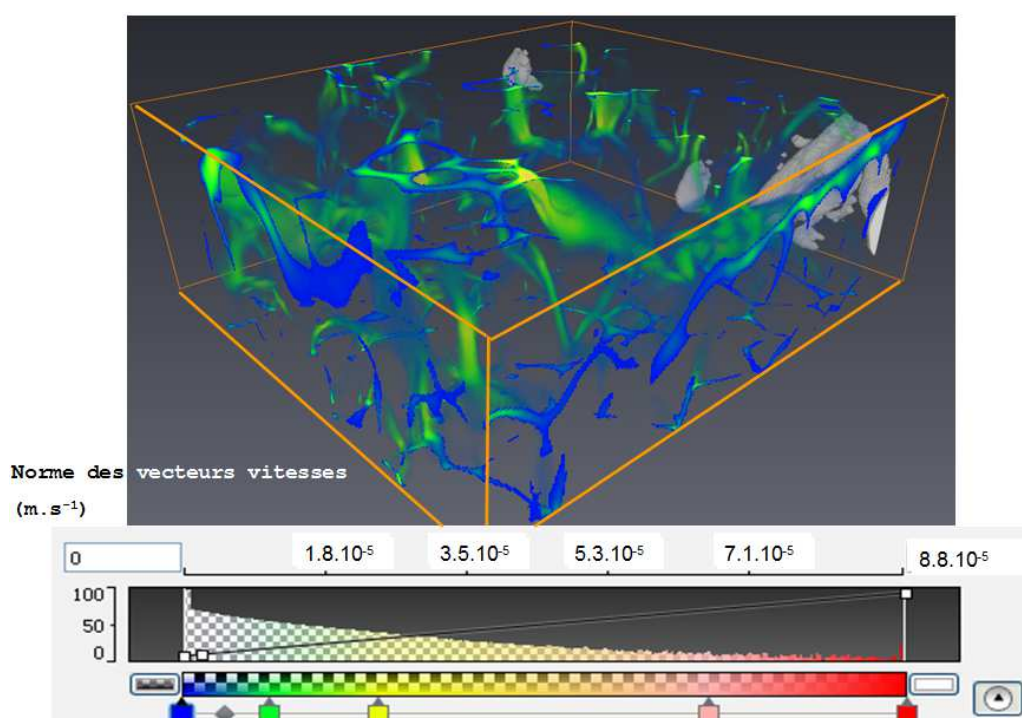 Norme des vecteurs vitesses
(m.s⁻¹)
0 1.8.10⁻⁵ 3.5.10⁻⁵ 5.3.10⁻⁵ 7.1.10⁻⁵ 8.8.10⁻⁵
100
50
0